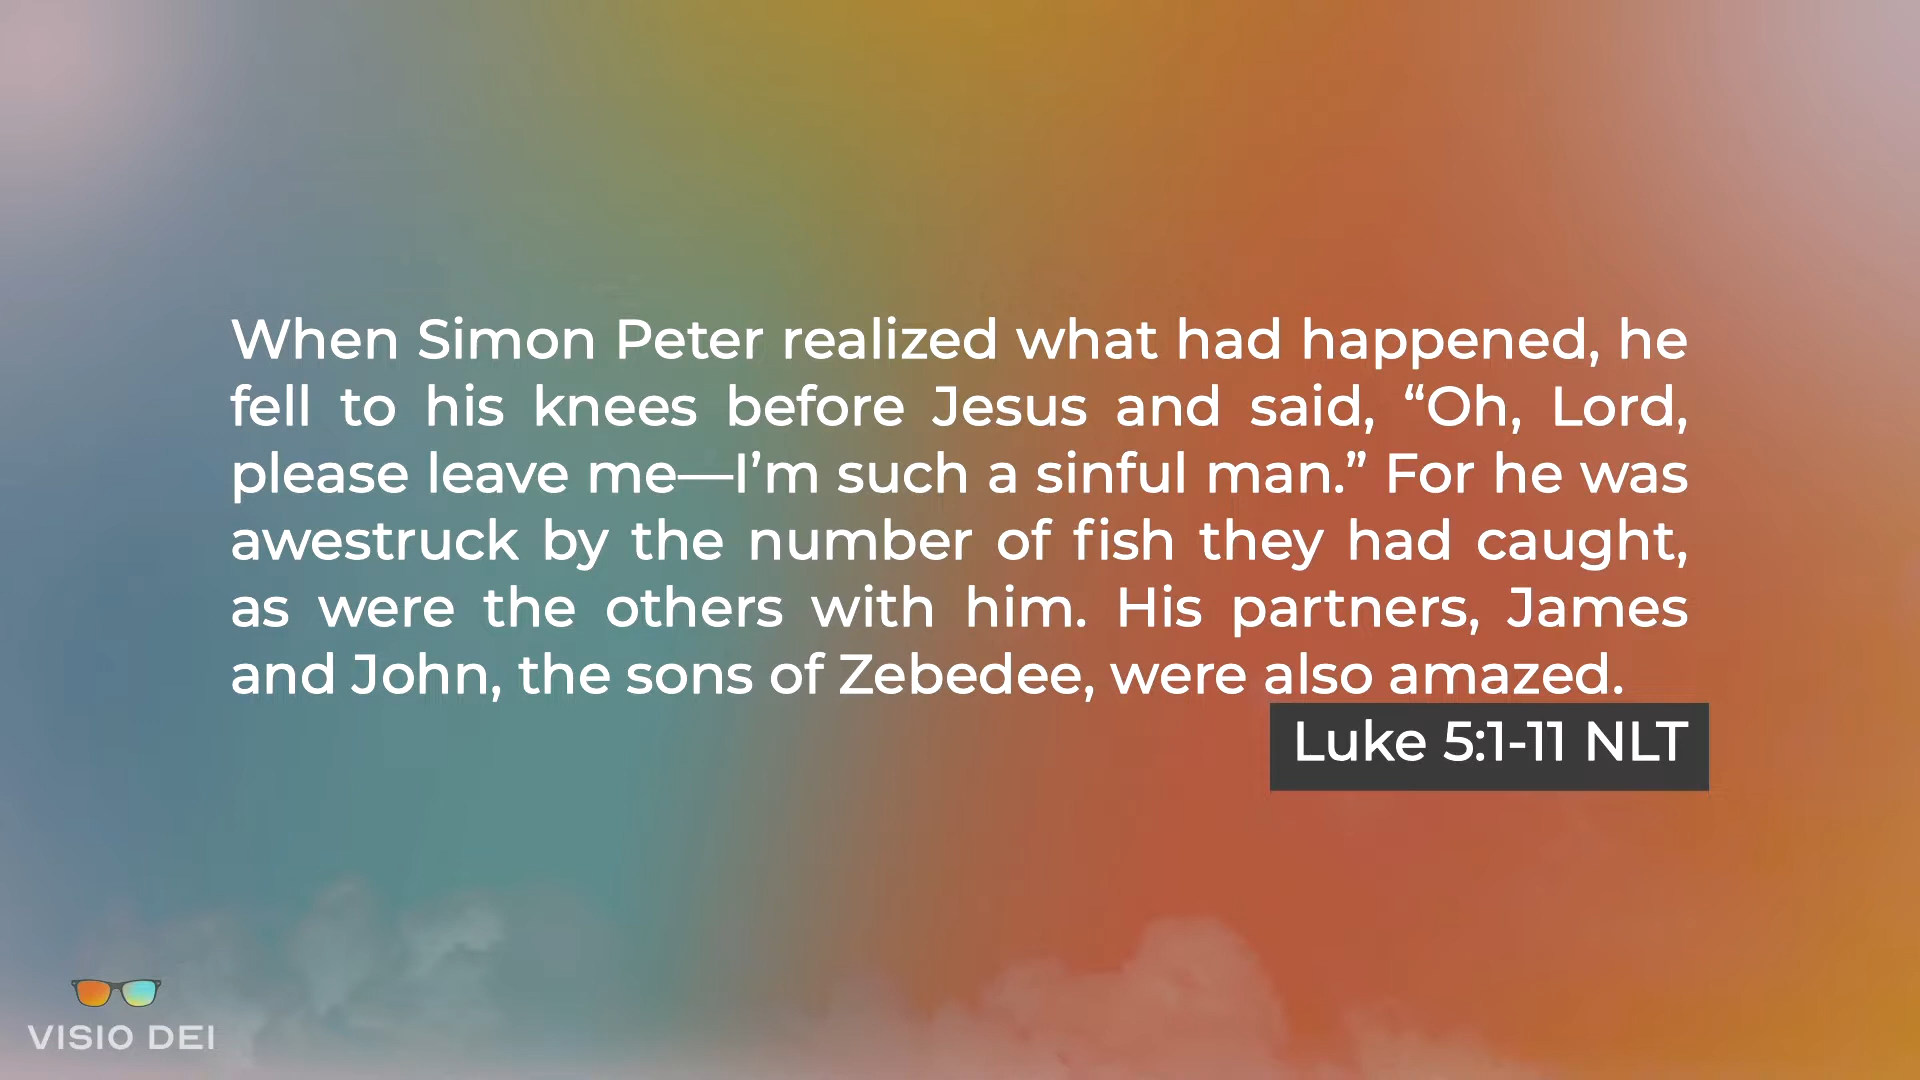 When Simon Peter realized what had happened, he
fell to his knees before Jesus and said, “Oh, Lord,
please leave me—I’m such a sinful man.” For he was
awestruck by the number of fish they had caught,
as were the others with him. His partners, James
and John, the sons of Zebedee, were also amazed.
Luke 5:1-11 NLT
VISIO DEI